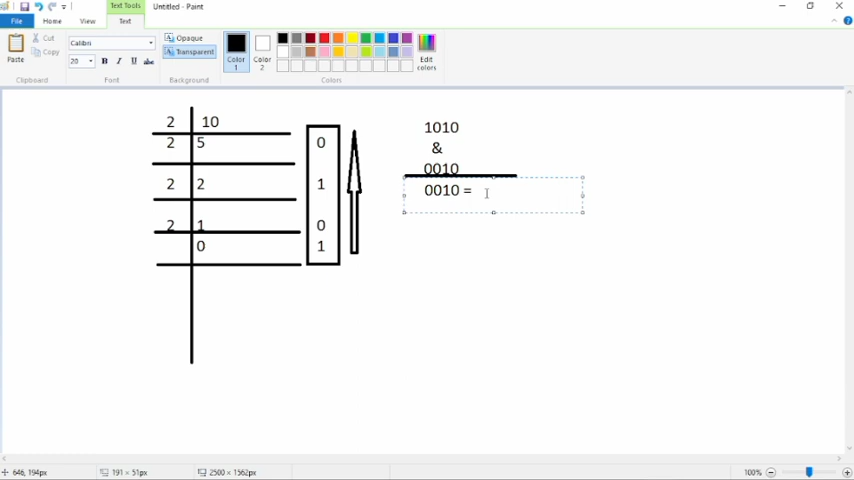 Text Tools
Untitled - Paint
File
Home
View
Text
Paste
Cut
Copy
Clipboard
Calibri
20
B I U abc
Font
Opaque
Transparent
Background
Color
1
Color
2
Colors
Edit
colors
2 10
2 5 0
2 2 1
2 1 0
0 1
1010
&
0010
0010 =
646, 194px
191 × 51px
2500 × 1562px
100%